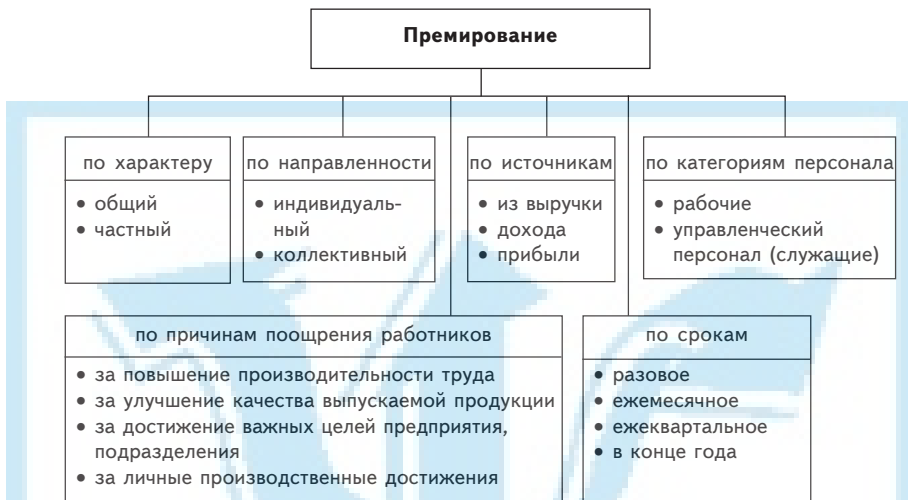 Премирование
по характеру
• общий
• частный
по направленности
• индивидуаль-
ный
• коллективный
по источникам
• из выручки
• дохода
• прибыли
по категориям персонала
• рабочие
• управленческий
персонал (служащие)
по причинам поощрения работников
• за повышение производительности труда
• за улучшение качества выпускаемой продукции
• за достижение важных целей предприятия,
подразделения
• за личные производственные достижения
по срокам
• разовое
• ежемесячное
• ежеквартальное
• в конце года